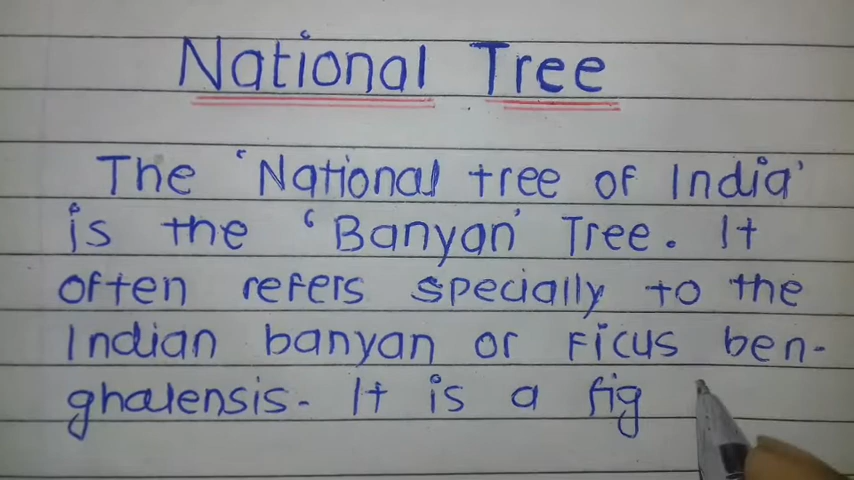 National Tree
The 'National tree of India'
is the 'Banyan' Tree. It
often refers specially to the
Indian banyan or Ficus ben-
ghalensis. It is a fig